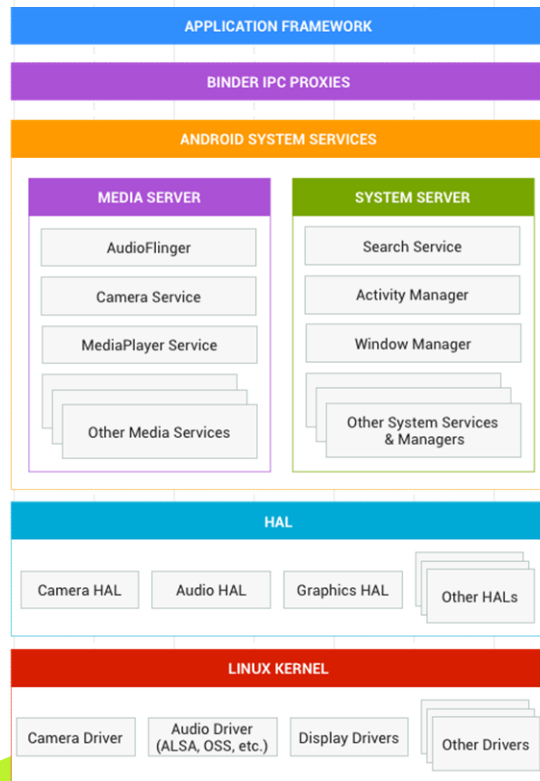 APPLICATION FRAMEWORK
BINDER IPC PROXIES
ANDROID SYSTEM SERVICES
MEDIA SERVER
AudioFlinger
Camera Service
MediaPlayer Service
Other Media Services
SYSTEM SERVER
Search Service
Activity Manager
Window Manager
Other System Services
& Managers
HAL
Camera HAL
Audio HAL
Graphics HAL
Other HALs
LINUX KERNEL
Camera Driver
Audio Driver
(ALSA, OSS, etc.)
Display Drivers
Other Drivers